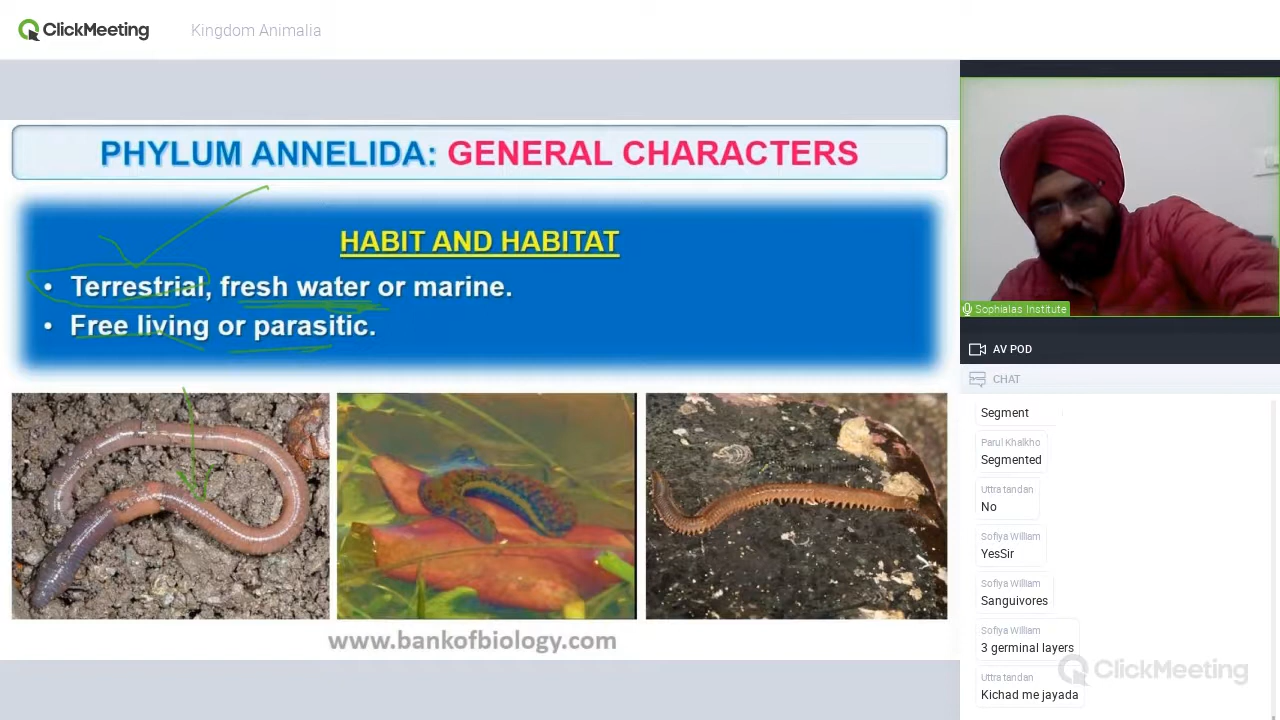 ClickMeeting
Kingdom Animalia
PHYLUM ANNELIDA: GENERAL CHARACTERS
HABIT AND HABITAT
• Terrestrial, fresh water or marine.
• Free living or parasitic.
www.bankofbiology.com
Sophialas Institute
AV POD
CHAT
Segment
Parul Khalkho
Segmented
Uttra tandan
No
Sofiya William
YesSir
Sofiya William
Sanguivores
Sofiya William
3 germinal layers
Uttra tandan
Kichad me jayada
ClickMeeting